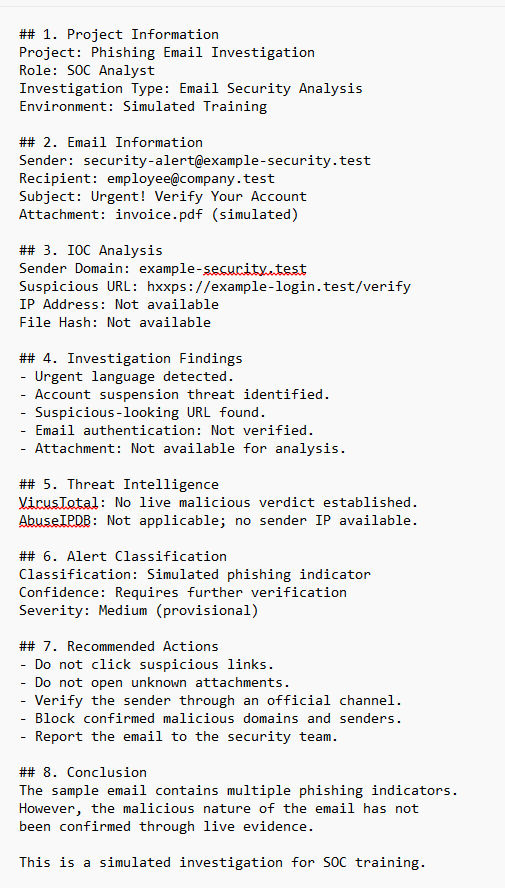 ## 1. Project Information
Project: Phishing Email Investigation
Role: SOC Analyst
Investigation Type: Email Security Analysis
Environment: Simulated Training

## 2. Email Information
Sender: security-alert@example-security.test
Recipient: employee@company.test
Subject: Urgent! Verify Your Account
Attachment: invoice.pdf (simulated)

## 3. IOC Analysis
Sender Domain: example-security.test
Suspicious URL: hxxps://example-login.test/verify
IP Address: Not available
File Hash: Not available

## 4. Investigation Findings
- Urgent language detected.
- Account suspension threat identified.
- Suspicious-looking URL found.
- Email authentication: Not verified.
- Attachment: Not available for analysis.

## 5. Threat Intelligence
VirusTotal: No live malicious verdict established.
AbuseIPDB: Not applicable; no sender IP available.

## 6. Alert Classification
Classification: Simulated phishing indicator
Confidence: Requires further verification
Severity: Medium (provisional)

## 7. Recommended Actions
- Do not click suspicious links.
- Do not open unknown attachments.
- Verify the sender through an official channel.
- Block confirmed malicious domains and senders.
- Report the email to the security team.

## 8. Conclusion
The sample email contains multiple phishing indicators.
However, the malicious nature of the email has not
been confirmed through live evidence.

This is a simulated investigation for SOC training.